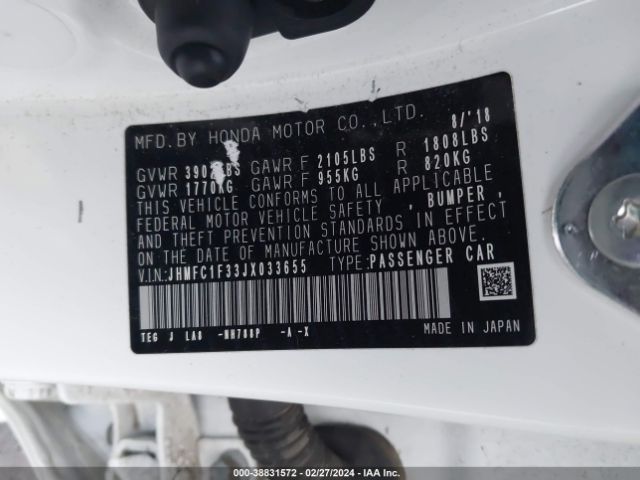 MFD.BY HONDA MOTOR CO.,LTD. 8/'18
GVWR GAWR F 2105LBS R 1808LBS
GVWR 1770KG GAWR F 955KG R 820KG
THIS VEHICLE CONFORMS TO ALL APPLICABLE
FEDERAL MOTOR VEHICLE SAFETY , BUMPER ,
AND THEFT PREVENTION STANDARDS IN EFFECT
ON THE DATE OF MANUFACTURE SHOWN ABOVE.
V.I.N: JHMFC1F33JX033655 TYPE:PASSENGER CAR
TEG J LA8 -NH788P -A -X
MADE IN JAPAN
000-38831572 - 02/27/2024 - IAA Inc.